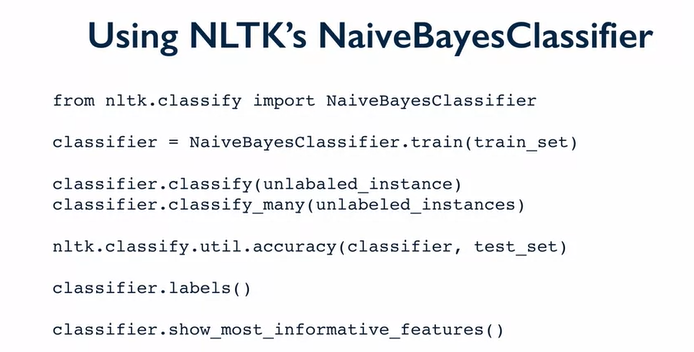 Using NLTK's NaiveBayesClassifier
from nltk.classify import NaiveBayesClassifier
classifier = NaiveBayesClassifier.train(train_set)
classifier.classify(unlabaled_instance)
classifier.classify_many(unlabeled_instances)
nltk.classify.util.accuracy(classifier, test_set)
classifier.labels()
classifier.show_most_informative_features()